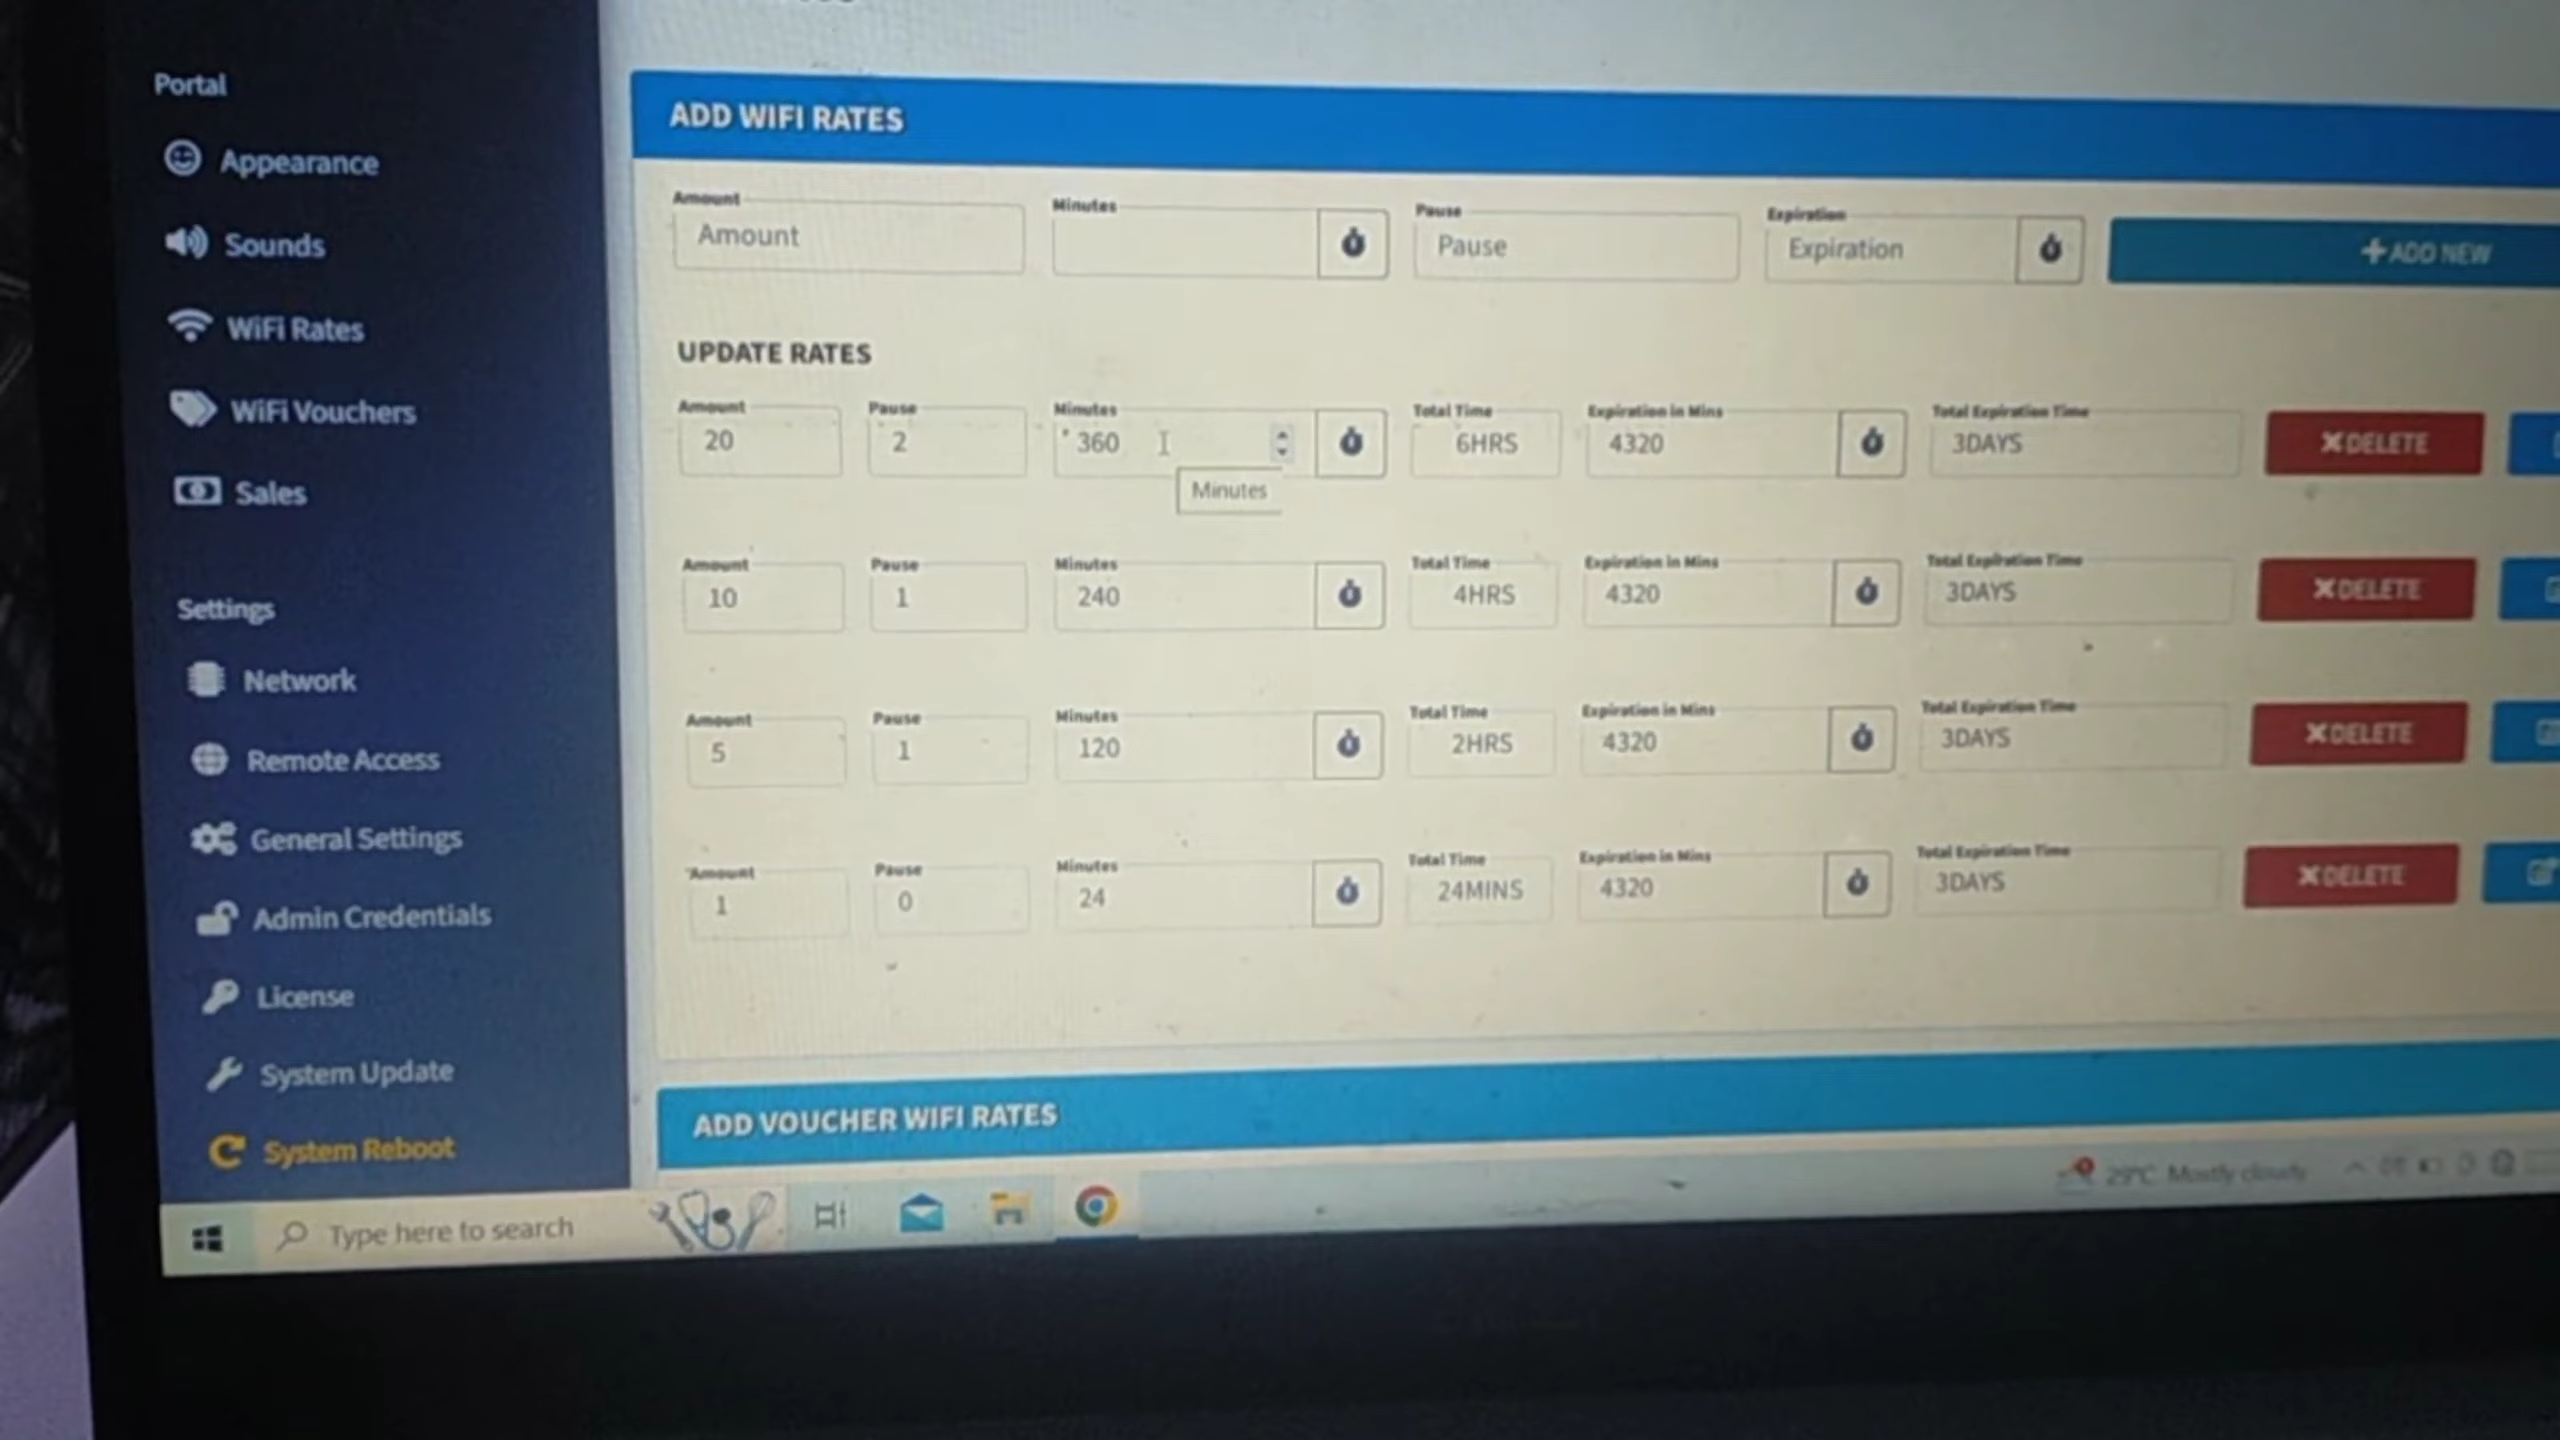 Portal
Appearance
Sounds
WiFi Rates
WiFi Vouchers
Sales
Settings
Network
Remote Access
General Settings
Admin Credentials
License
System Update
System Reboot
ADD WIFI RATES
Amount Minutes Pause Expiration
Amount Pause Expiration ADD NEW
UPDATE RATES
Amount Pause Minutes Total Time Expiration in Mins Total Expiration Time
20 2 360 6HRS 4320 3DAYS DELETE
Minutes
Amount Pause Minutes Total Time Expiration in Mins Total Expiration Time
10 1 240 4HRS 4320 3DAYS DELETE
Amount Pause Minutes Total Time Expiration in Mins Total Expiration Time
5 1 120 2HRS 4320 3DAYS DELETE
Amount Pause Minutes Total Time Expiration in Mins Total Expiration Time
1 0 24 24MINS 4320 3DAYS DELETE
ADD VOUCHER WIFI RATES
Type here to search
29°C Mostly cloudy